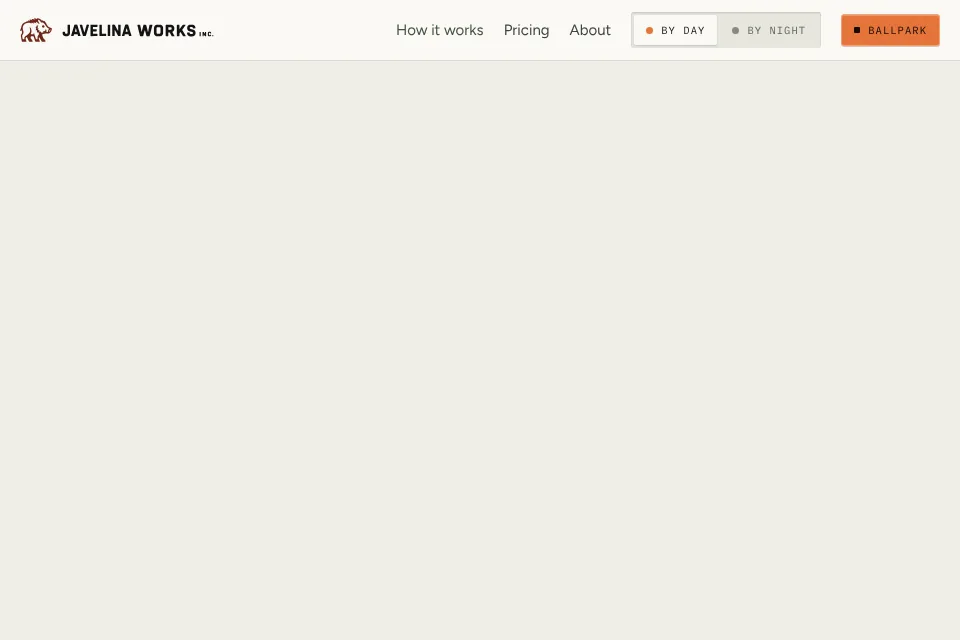 JAVELINA WORKS INC.
How it works
Pricing
About
BY DAY
BY NIGHT
BALLPARK